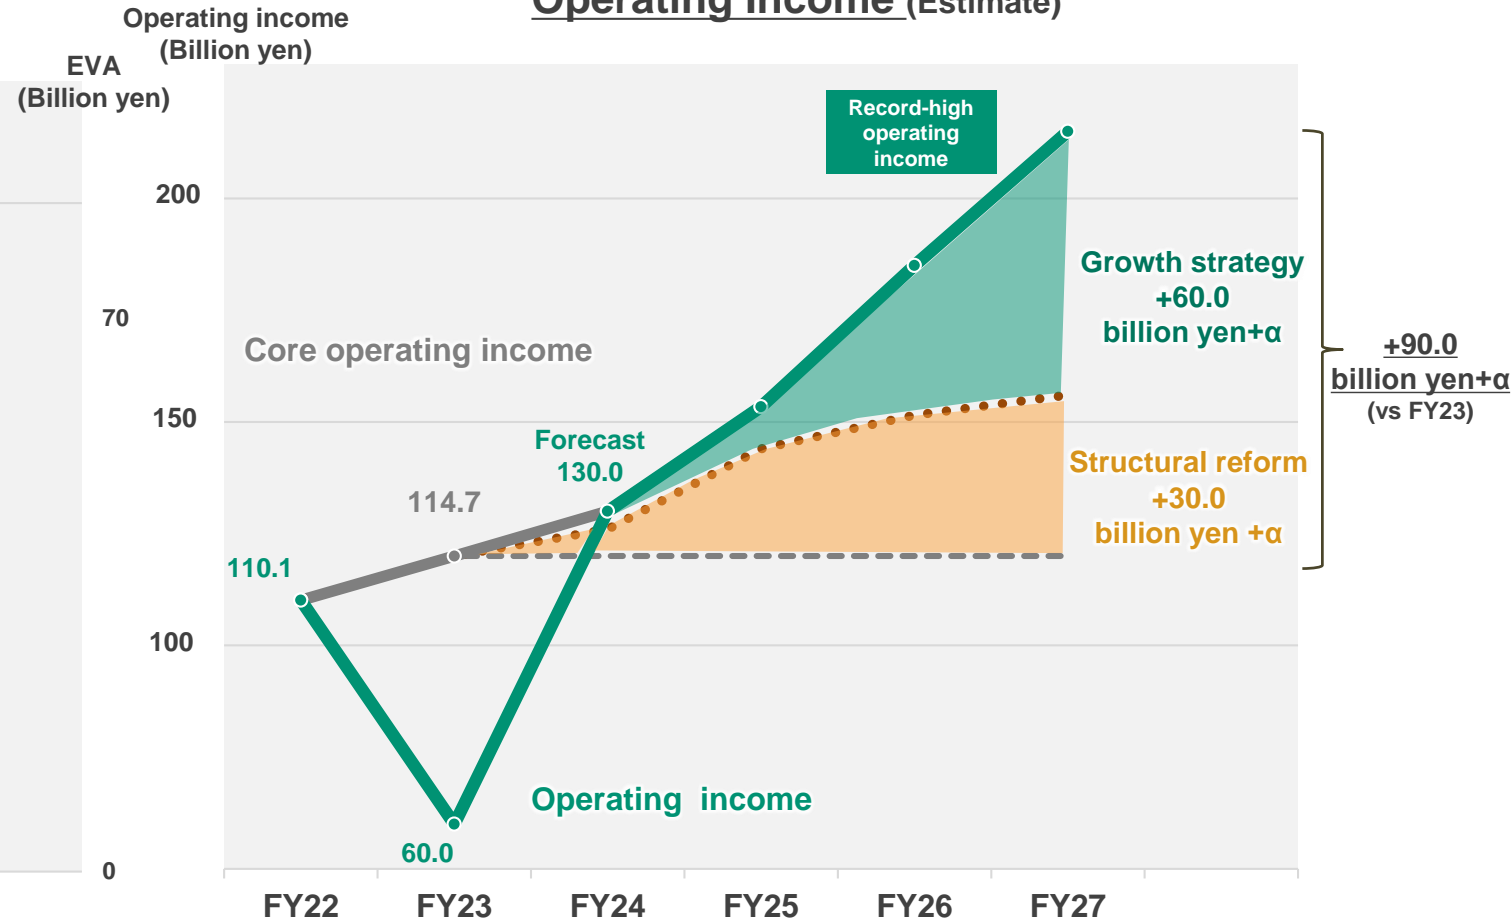 Operating income (Estimate)
Operating income
(Billion yen)
EVA
(Billion yen)
Record-high
operating
income
200
Growth strategy
+60.0
billion yen+α
70
Core operating income
+90.0
billion yen+α
(vs FY23)
150
Forecast
130.0
Structural reform
+30.0
billion yen +α
114.7
110.1
100
Operating income
60.0
0
FY22 FY23 FY24 FY25 FY26 FY27